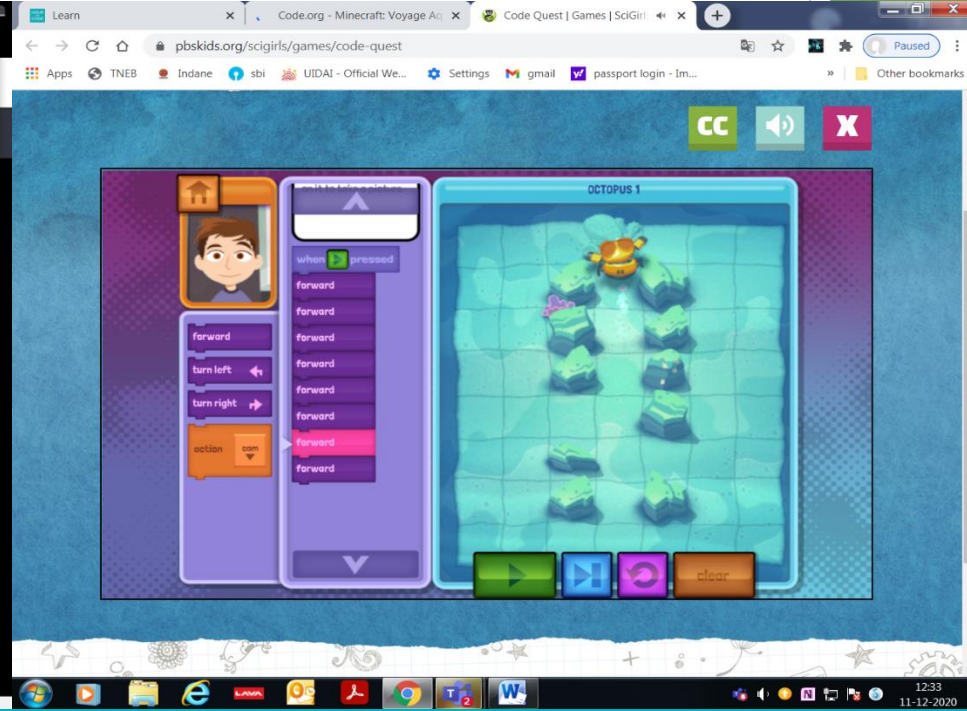 Learn
Code.org - Minecraft: Voyage Aq
Code Quest | Games | SciGirl
pbskids.org/scigirls/games/code-quest
Paused
Apps
TNEB
Indane
sbi
UIDAI - Official We...
Settings
gmail
passport login - Im...
»
Other bookmarks
CC
X
OCTOPUS 1
when pressed
forward
forward
forward
forward
forward
forward
forward
forward
forward
turn left
turn right
action cam
clear
LAVA
12:33
11-12-2020